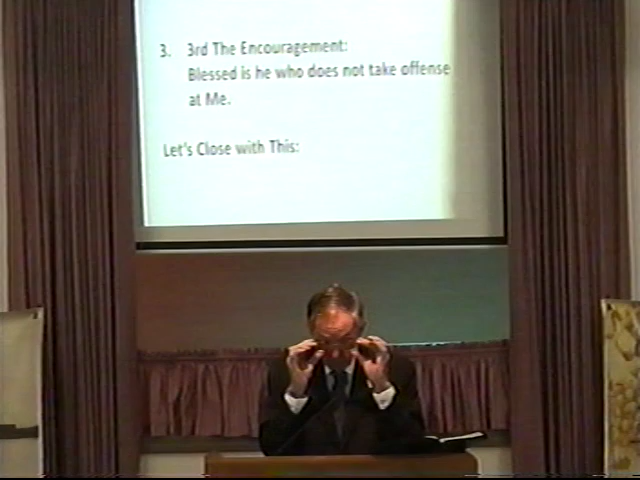 3. 3rd The Encouragement:
Blessed is he who does not take offense
at Me.
Let's Close with This: